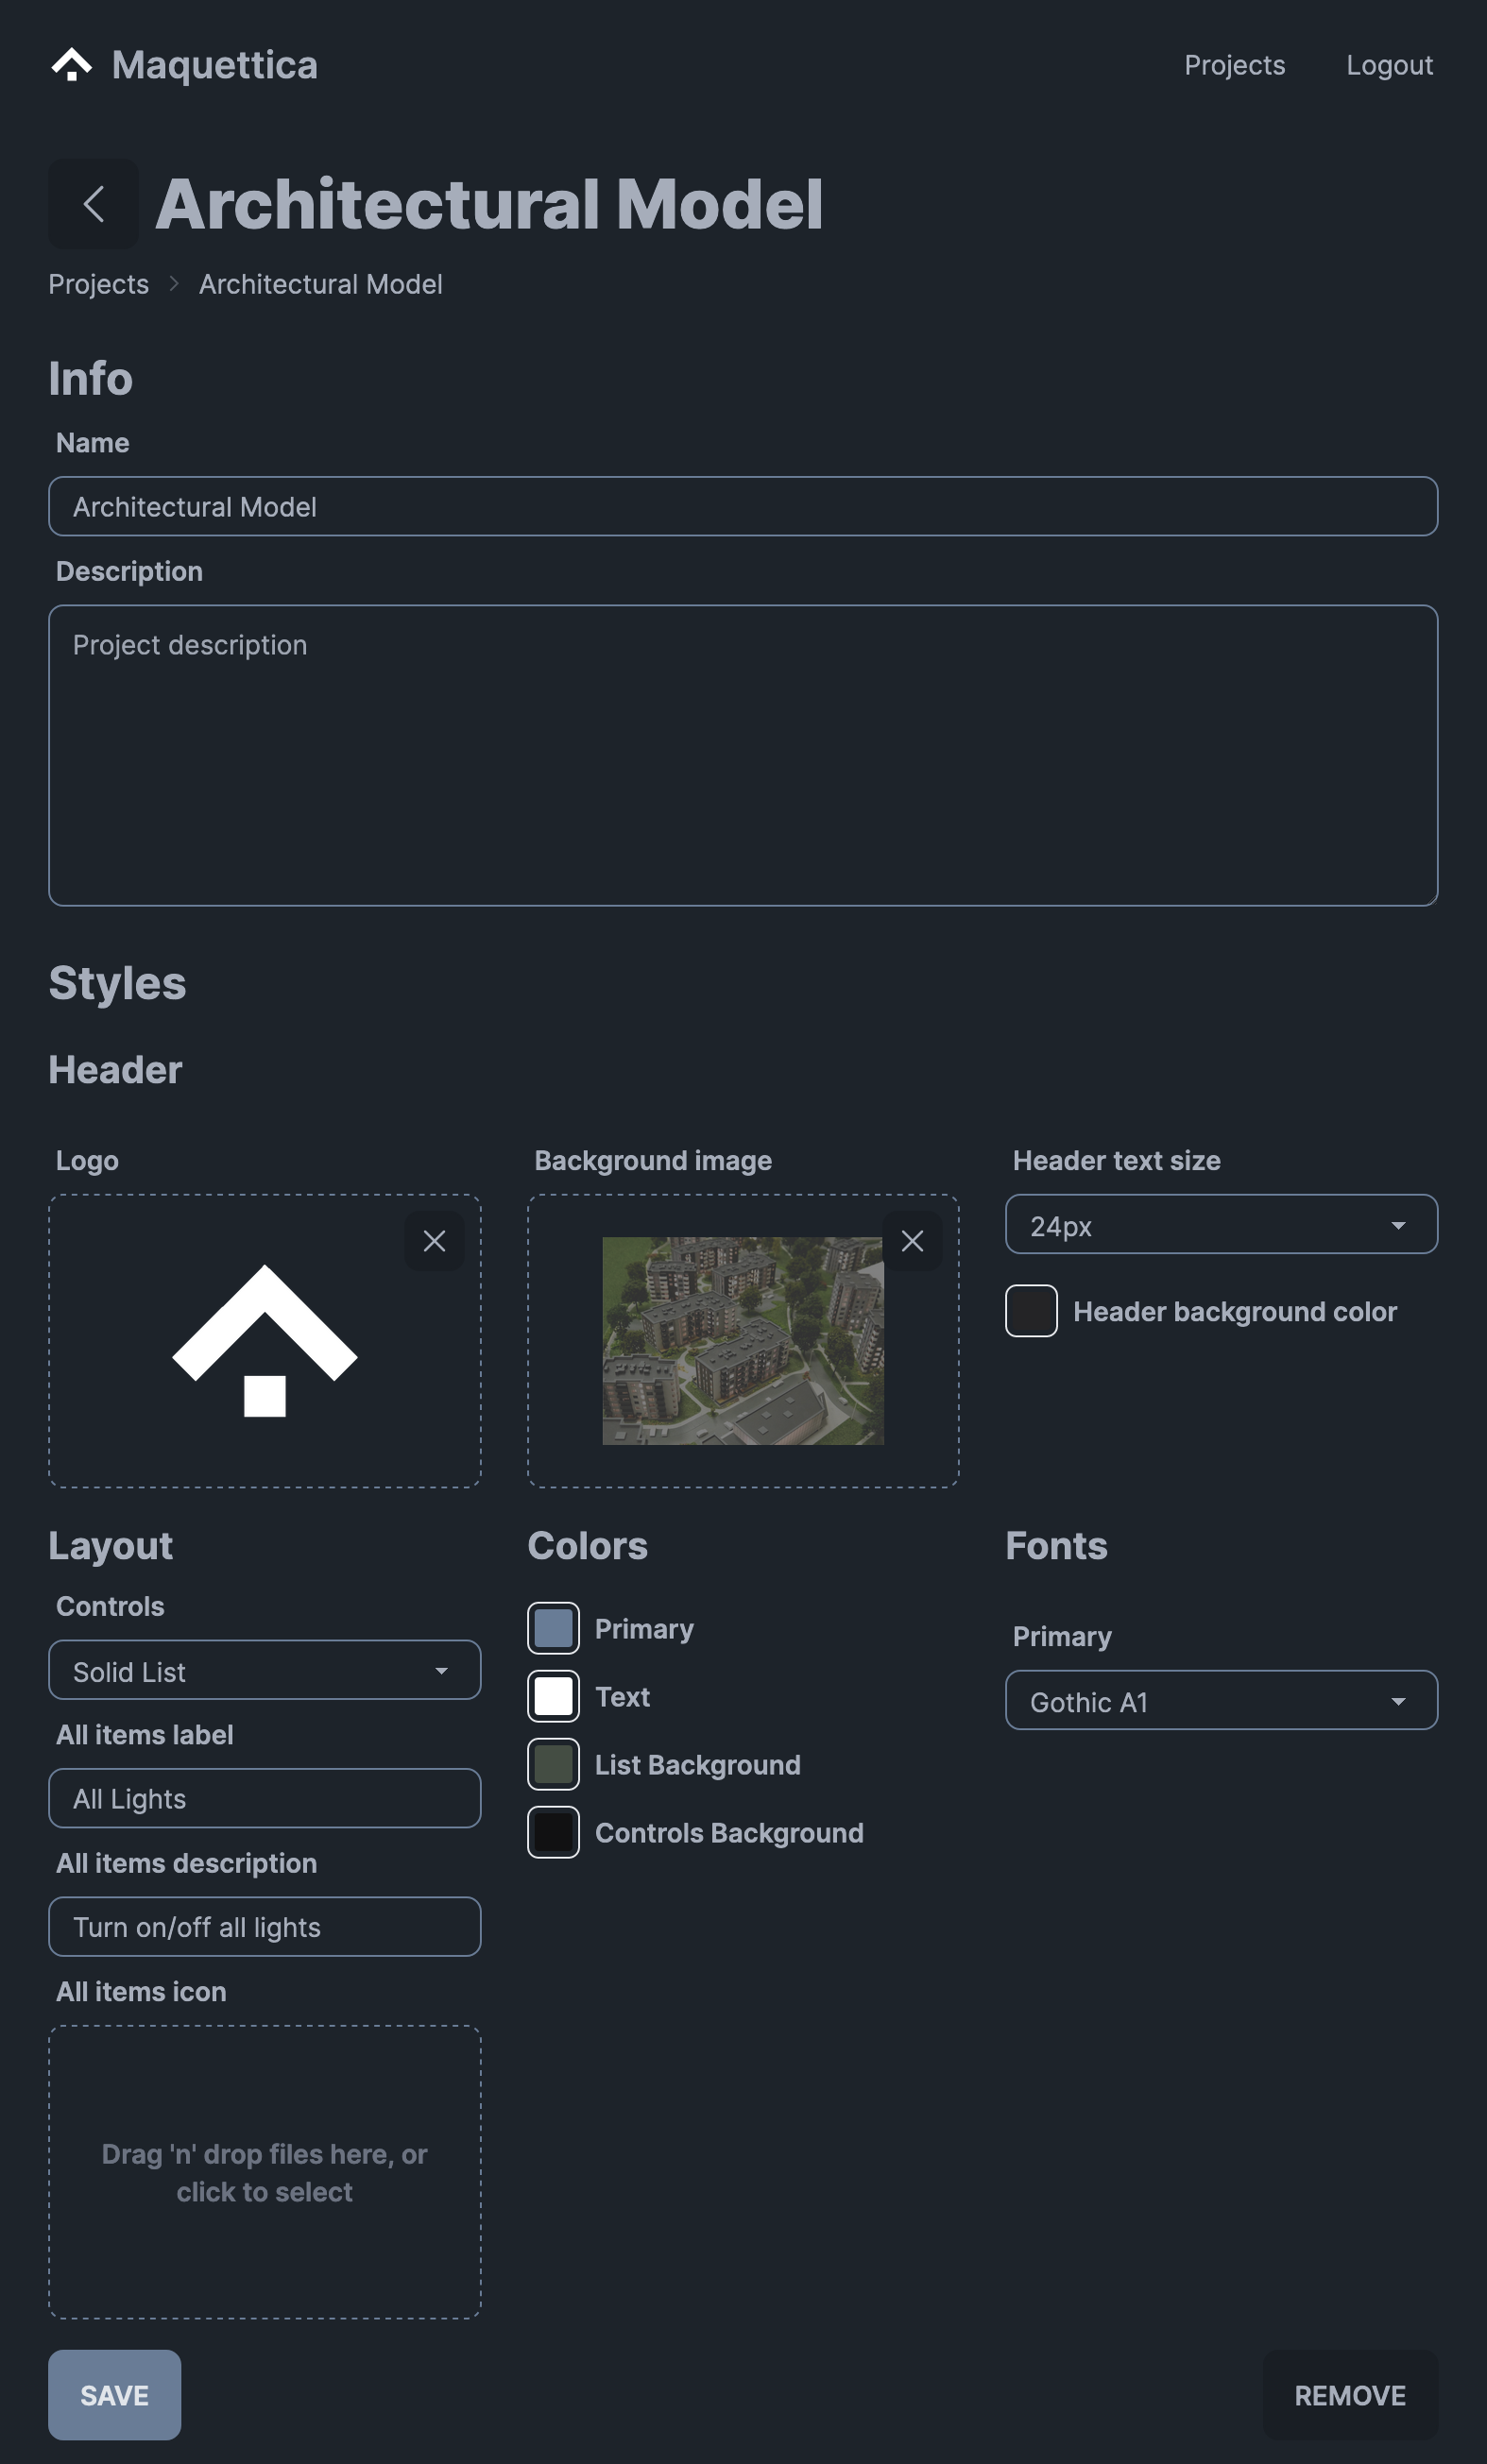 Maquettica
Projects
Logout
Architectural Model
Projects
Architectural Model
Info
Name
Architectural Model
Description
Project description
Styles
Header
Logo
Background image
Header text size
24px
Header background color
Layout
Controls
Solid List
All items label
All Lights
All items description
Turn on/off all lights
All items icon
Drag 'n' drop files here, or
click to select
Colors
Primary
Text
List Background
Controls Background
Fonts
Primary
Gothic A1
SAVE
REMOVE